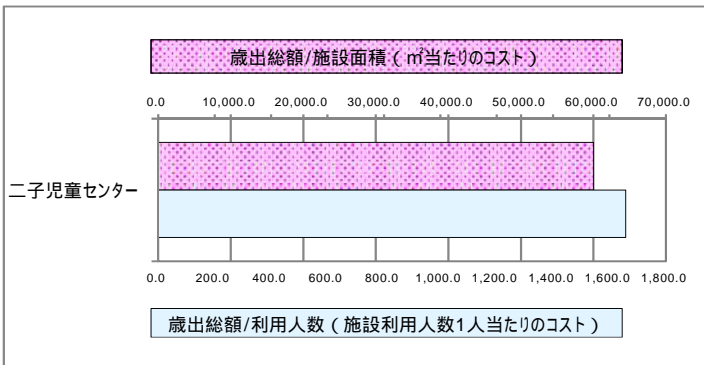 歳出総額/施設面積(㎡当たりのコスト)
0.0 10,000.0 20,000.0 30,000.0 40,000.0 50,000.0 60,000.0 70,000.0
二子児童センター
0.0 200.0 400.0 600.0 800.0 1,000.0 1,200.0 1,400.0 1,600.0 1,800.0
歳出総額/利用人数(施設利用人数1人当たりのコスト)